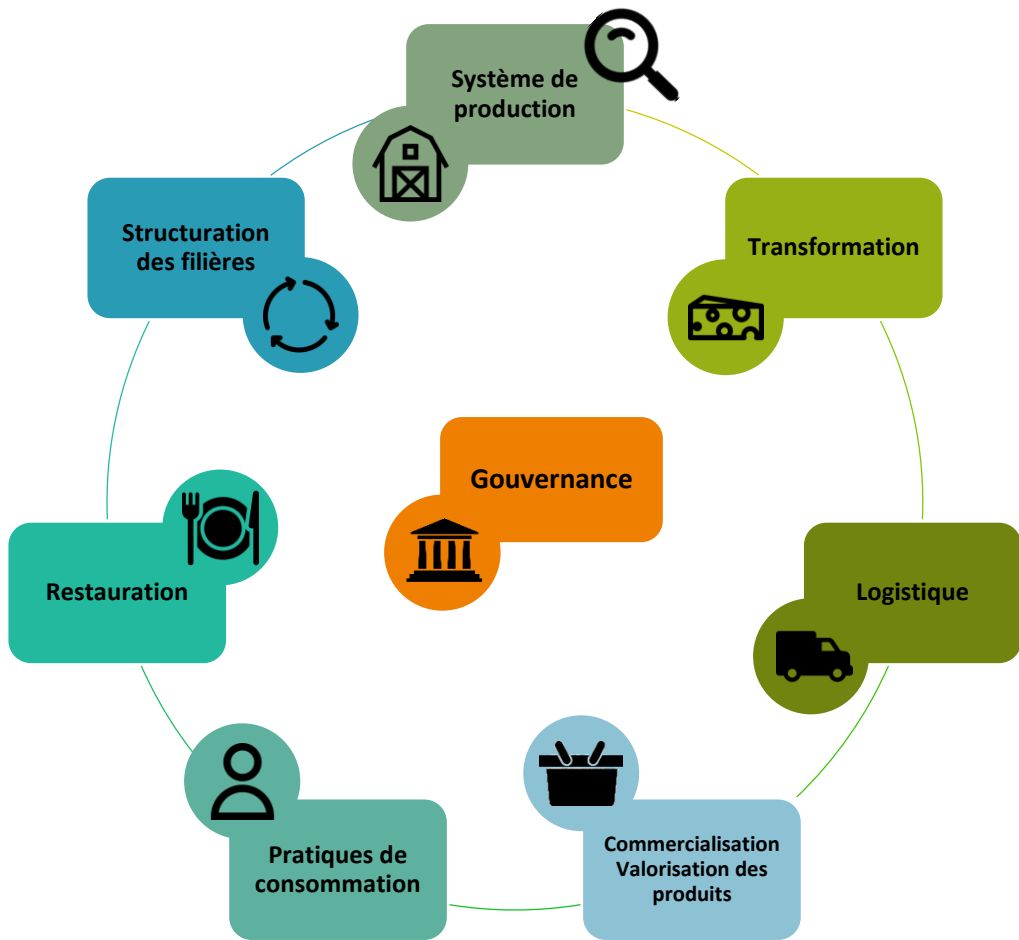 Système de
production
Structuration
des filières
Transformation
Gouvernance
Restauration
Logistique
Commercialisation
Valorisation des
produits
Pratiques de
consommation